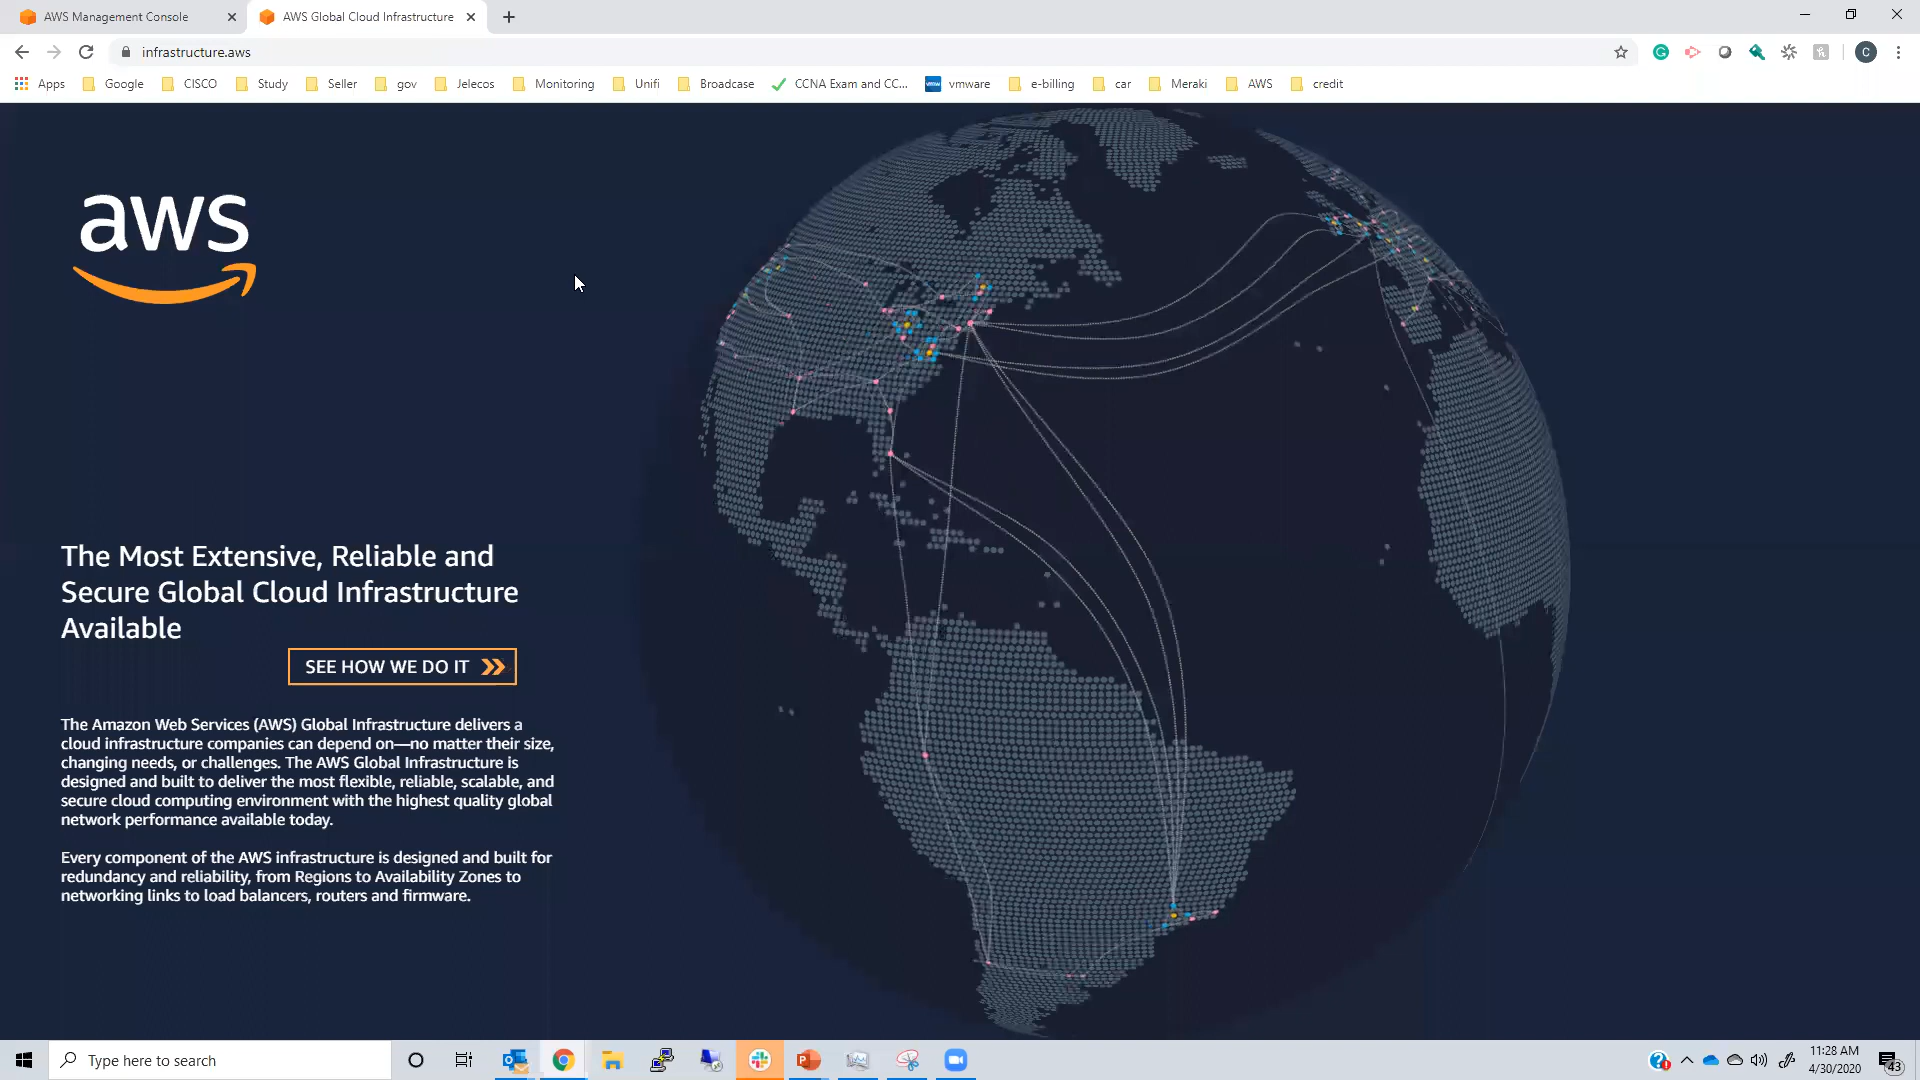 AWS Management Console
AWS Global Cloud Infrastructure
infrastructure.aws
C
Apps Google CISCO Study Seller gov Jelecos Monitoring Unifi Broadcase CCNA Exam and CC... vmware e-billing car Meraki AWS credit
aws
The Most Extensive, Reliable and
Secure Global Cloud Infrastructure
Available
SEE HOW WE DO IT
The Amazon Web Services (AWS) Global Infrastructure delivers a
cloud infrastructure companies can depend on—no matter their size,
changing needs, or challenges. The AWS Global Infrastructure is
designed and built to deliver the most flexible, reliable, scalable, and
secure cloud computing environment with the highest quality global
network performance available today.
Every component of the AWS infrastructure is designed and built for
redundancy and reliability, from Regions to Availability Zones to
networking links to load balancers, routers and firmware.
Type here to search
11:28 AM
4/30/2020
43